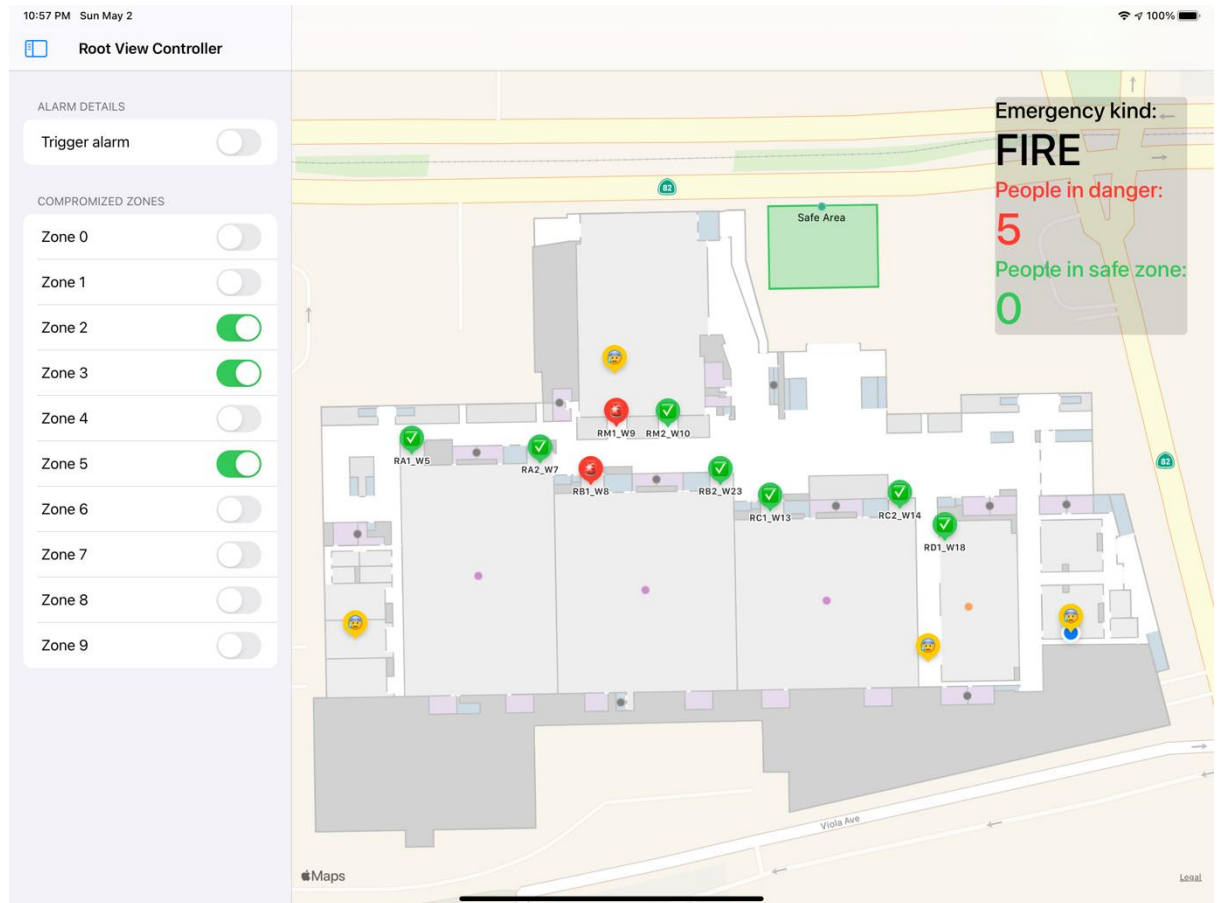 10:57 PM Sun May 2
100%
Root View Controller
ALARM DETAILS
Trigger alarm
COMPROMIZED ZONES
Zone 0
Zone 1
Zone 2
Zone 3
Zone 4
Zone 5
Zone 6
Zone 7
Zone 8
Zone 9
Emergency kind:
FIRE
People in danger:
5
People in safe zone:
0
82
Safe Area
RM1_W9
RM2_W10
RA1_W5
RA2_W7
RB1_W8
RB2_W23
82
RC1_W13
RC2_W14
RD1_W18
Viola Ave
Maps
Legal